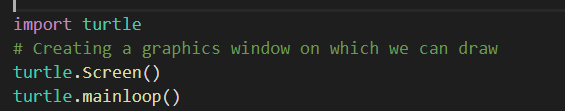 import turtle
# Creating a graphics window on which we can draw
turtle.Screen()
turtle.mainloop()